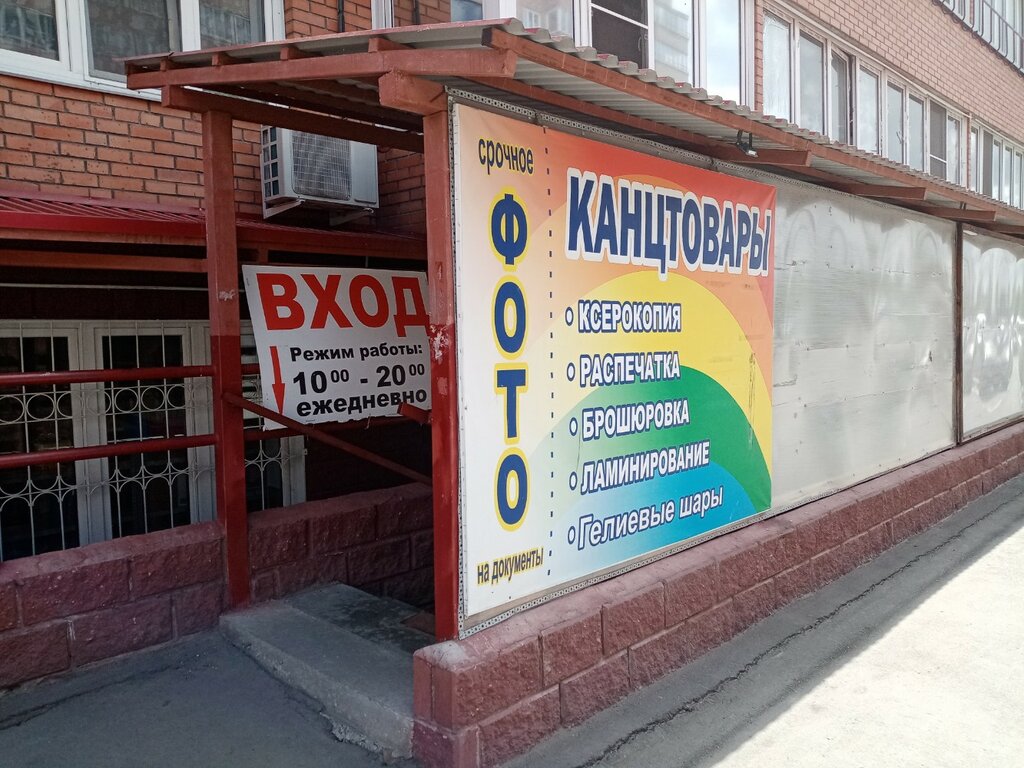 ВХОД
Режим работы:
10 00 - 20 00
ежедневно
срочное
ФОТО
на документы
КАНЦТОВАРЫ
• КСЕРОКОПИЯ
• РАСПЕЧАТКА
• БРОШЮРОВКА
• ЛАМИНИРОВАНИЕ
• Гелиевые шары